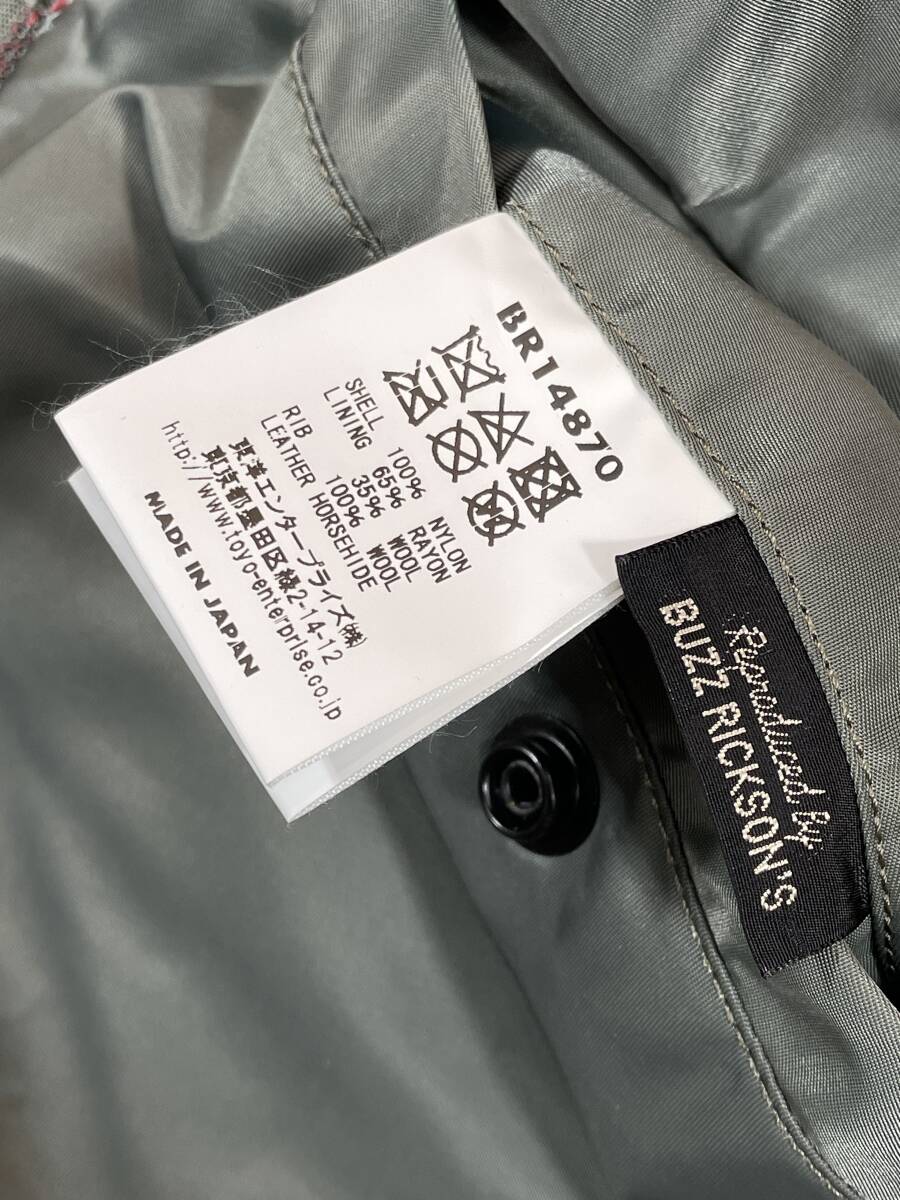 BR14870
SHELL 100% NYLON
LINING 65% RAYON
35% WOOL
RIB 100% WOOL
LEATHER HORSEHIDE
東洋エンタープライズ㈱
東京都墨田区緑2-14-12
http://www.toyo-enterprise.co.jp
MADE IN JAPAN
Reproduced By
BUZZ RICKSON'S